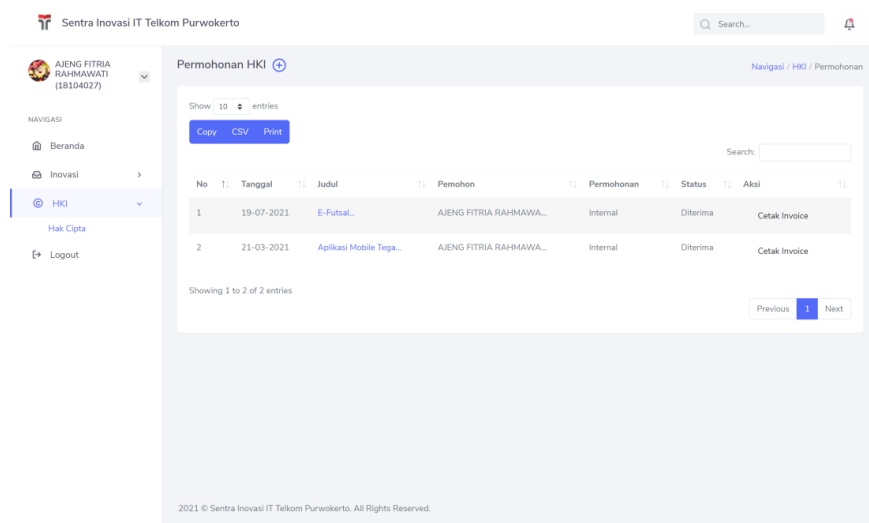 Sentra Inovasi IT Telkom Purwokerto
Search...
AJENG FITRIA
RAHMAWATI
(18104027)
NAVIGASI
Beranda
Inovasi
HKI
Hak Cipta
Logout
Permohonan HKI
Navigasi / HKI / Permohonan
Show 10 entries
Copy CSV Print
Search:
No Tanggal Judul Pemohon Permohonan Status Aksi
1 19-07-2021 E-Futsal... AJENG FITRIA RAHMAWA... Internal Diterima Cetak Invoice
2 21-03-2021 Aplikasi Mobile Tega... AJENG FITRIA RAHMAWA... Internal Diterima Cetak Invoice
Showing 1 to 2 of 2 entries
Previous 1 Next
2021 © Sentra Inovasi IT Telkom Purwokerto. All Rights Reserved.